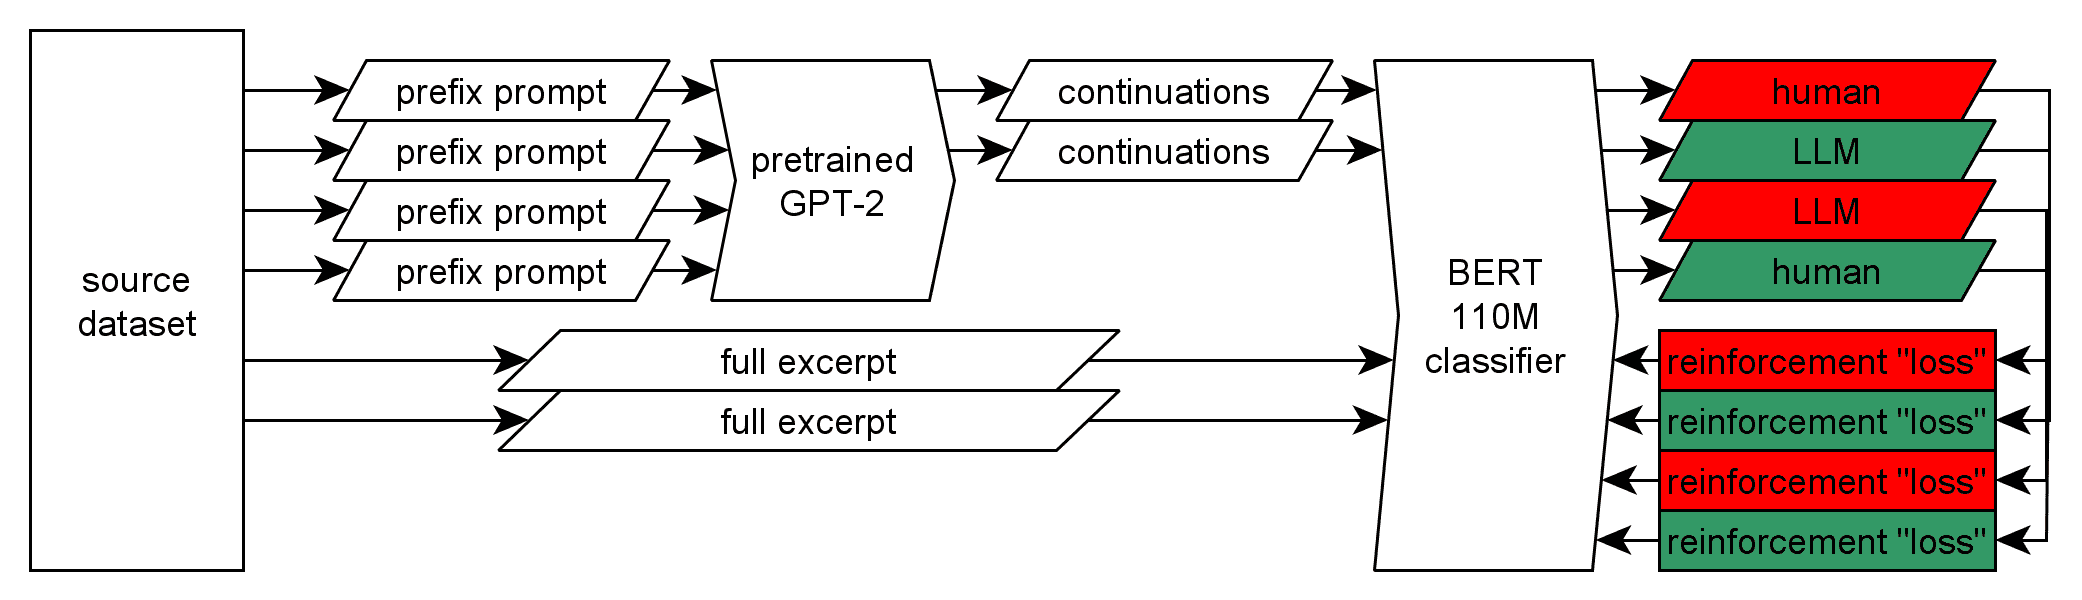 source
dataset
prefix prompt
prefix prompt
prefix prompt
prefix prompt
pretrained
GPT-2
continuations
continuations
full excerpt
full excerpt
BERT
110M
classifier
human
LLM
LLM
human
reinforcement "loss"
reinforcement "loss"
reinforcement "loss"
reinforcement "loss"